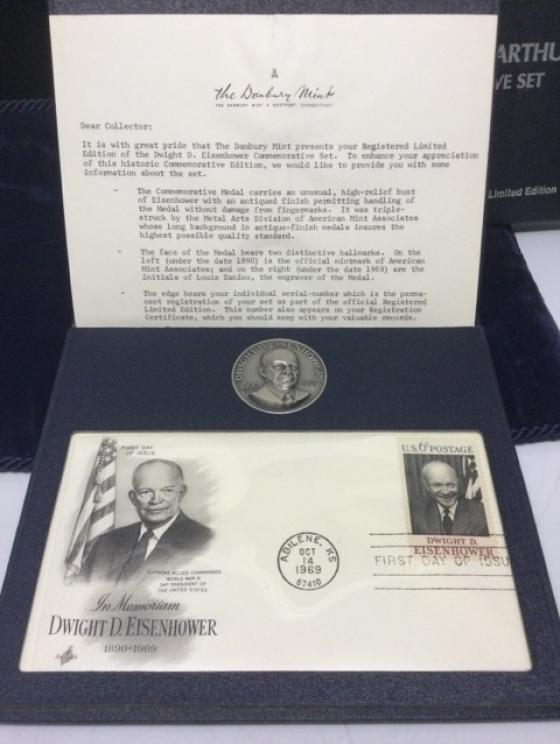 ARTHU
VE SET
Limited Edition
The Danbury Mint
THE DANBURY MINT • WESTPORT, CONNECTICUT
Dear Collector:
It is with great pride that The Danbury Mint presents your Registered Limited
Edition of the Dwight D. Eisenhower Commemorative Set. To enhance your appreciation
of this historic Commemorative Edition, we would like to provide you with some
information about the set.
- The Commemorative Medal carries an unusual, high-relief bust
of Eisenhower with an antiqued finish permitting handling of
the Medal without damage from fingermarks. It was triple-
struck by the Metal Arts Division of American Mint Associates
whose long background in antique-finish medals insures the
highest possible quality standard.
- The face of the Medal bears two distinctive hallmarks. On the
left (under the date 1890) is the official mintmark of American
Mint Associates; and on the right (under the date 1969) are the
initials of Louis Zanino, the engraver of the Medal.
- The edge bears your individual serial-number which is the perma-
nent registration of your set as part of the official Registered
Limited Edition. This number also appears on your Registration
Certificate, which you should keep with your valuable records.
DWIGHT D. EISENHOWER
FIRST DAY
OF ISSUE
U.S. 6c POSTAGE
DWIGHT D.
EISENHOWER
ABILENE, KS
OCT
14
1969
67410
FIRST DAY OF ISSU
SUPREME ALLIED COMMANDER
WORLD WAR II
34th PRESIDENT OF
THE UNITED STATES
In Memoriam
DWIGHT D. EISENHOWER
1890-1969